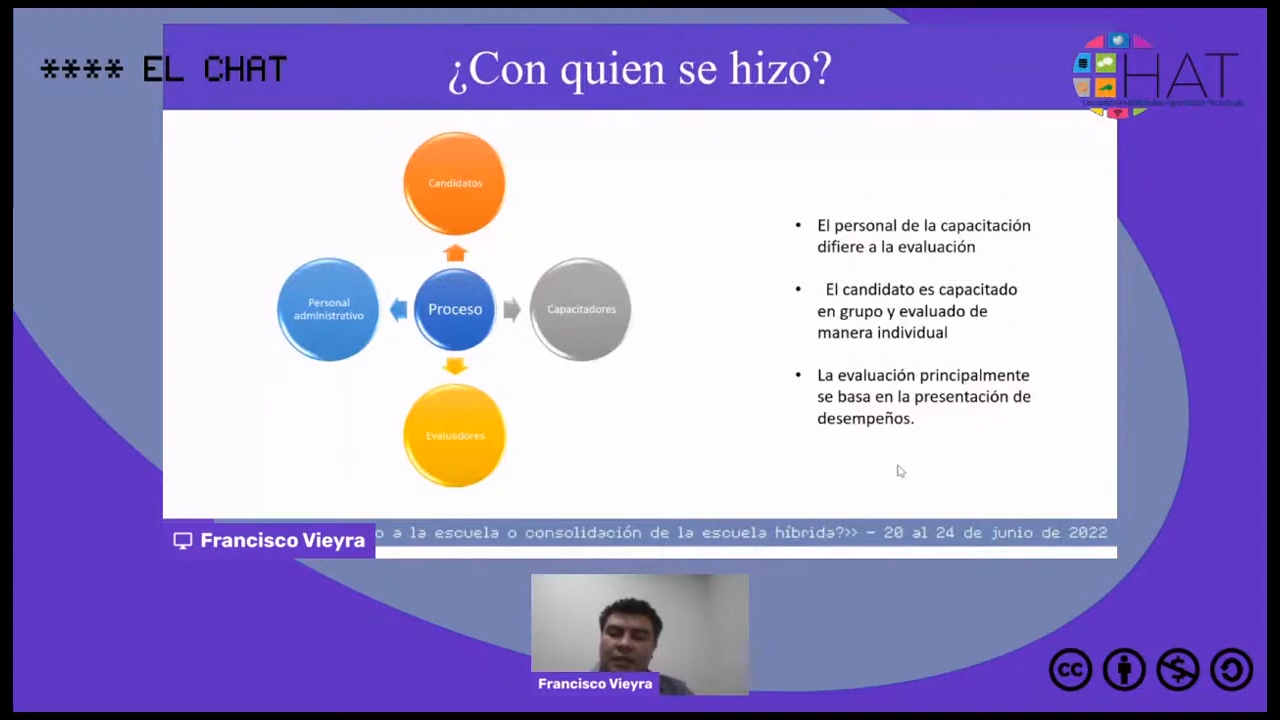 **** EL CHAT
¿Con quien se hizo?
HAT
Candidatos
Personal
administrativo
Proceso
Capacitadores
Evaluadores
• El personal de la capacitación
difiere a la evaluación
• El candidato es capacitado
en grupo y evaluado de
manera individual
• La evaluación principalmente
se basa en la presentación de
desempeños.
Francisco Vieyra
o a la escuela o consolidación de la escuela híbrida?>> – 20 al 24 de junio de 2022
Francisco Vieyra
cc